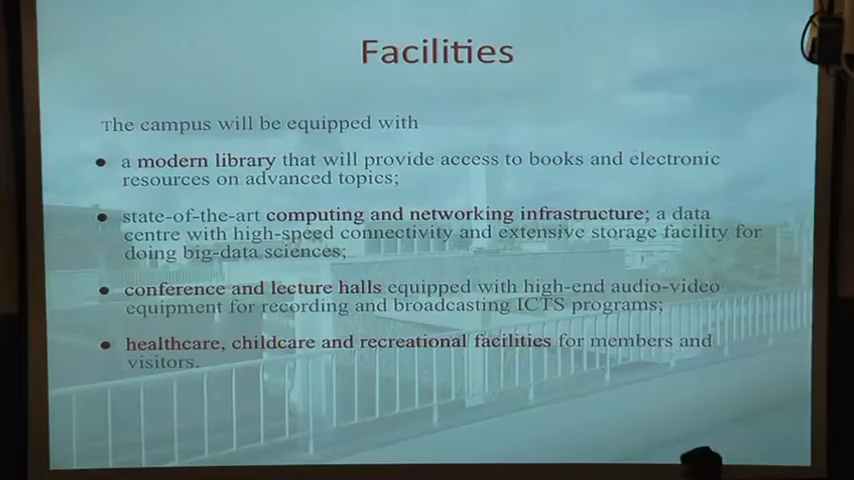 Facilities
The campus will be equipped with
• a modern library that will provide access to books and electronic
resources on advanced topics;
• state-of-the-art computing and networking infrastructure; a data
centre with high-speed connectivity and extensive storage facility for
doing big-data sciences;
• conference and lecture halls equipped with high-end audio-video
equipment for recording and broadcasting ICTS programs;
• healthcare, childcare and recreational facilities for members and
visitors.